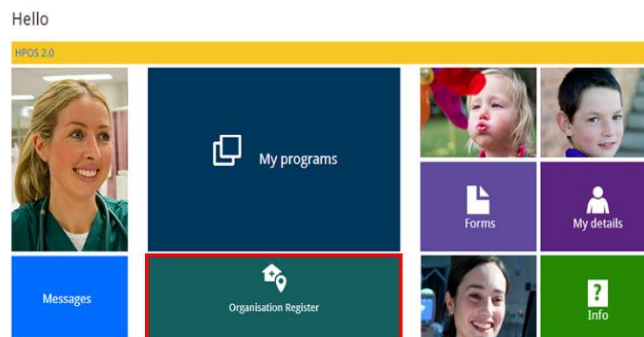 Hello
HPOS 2.0
My programs
Forms
My details
Messages
Organisation Register
Info